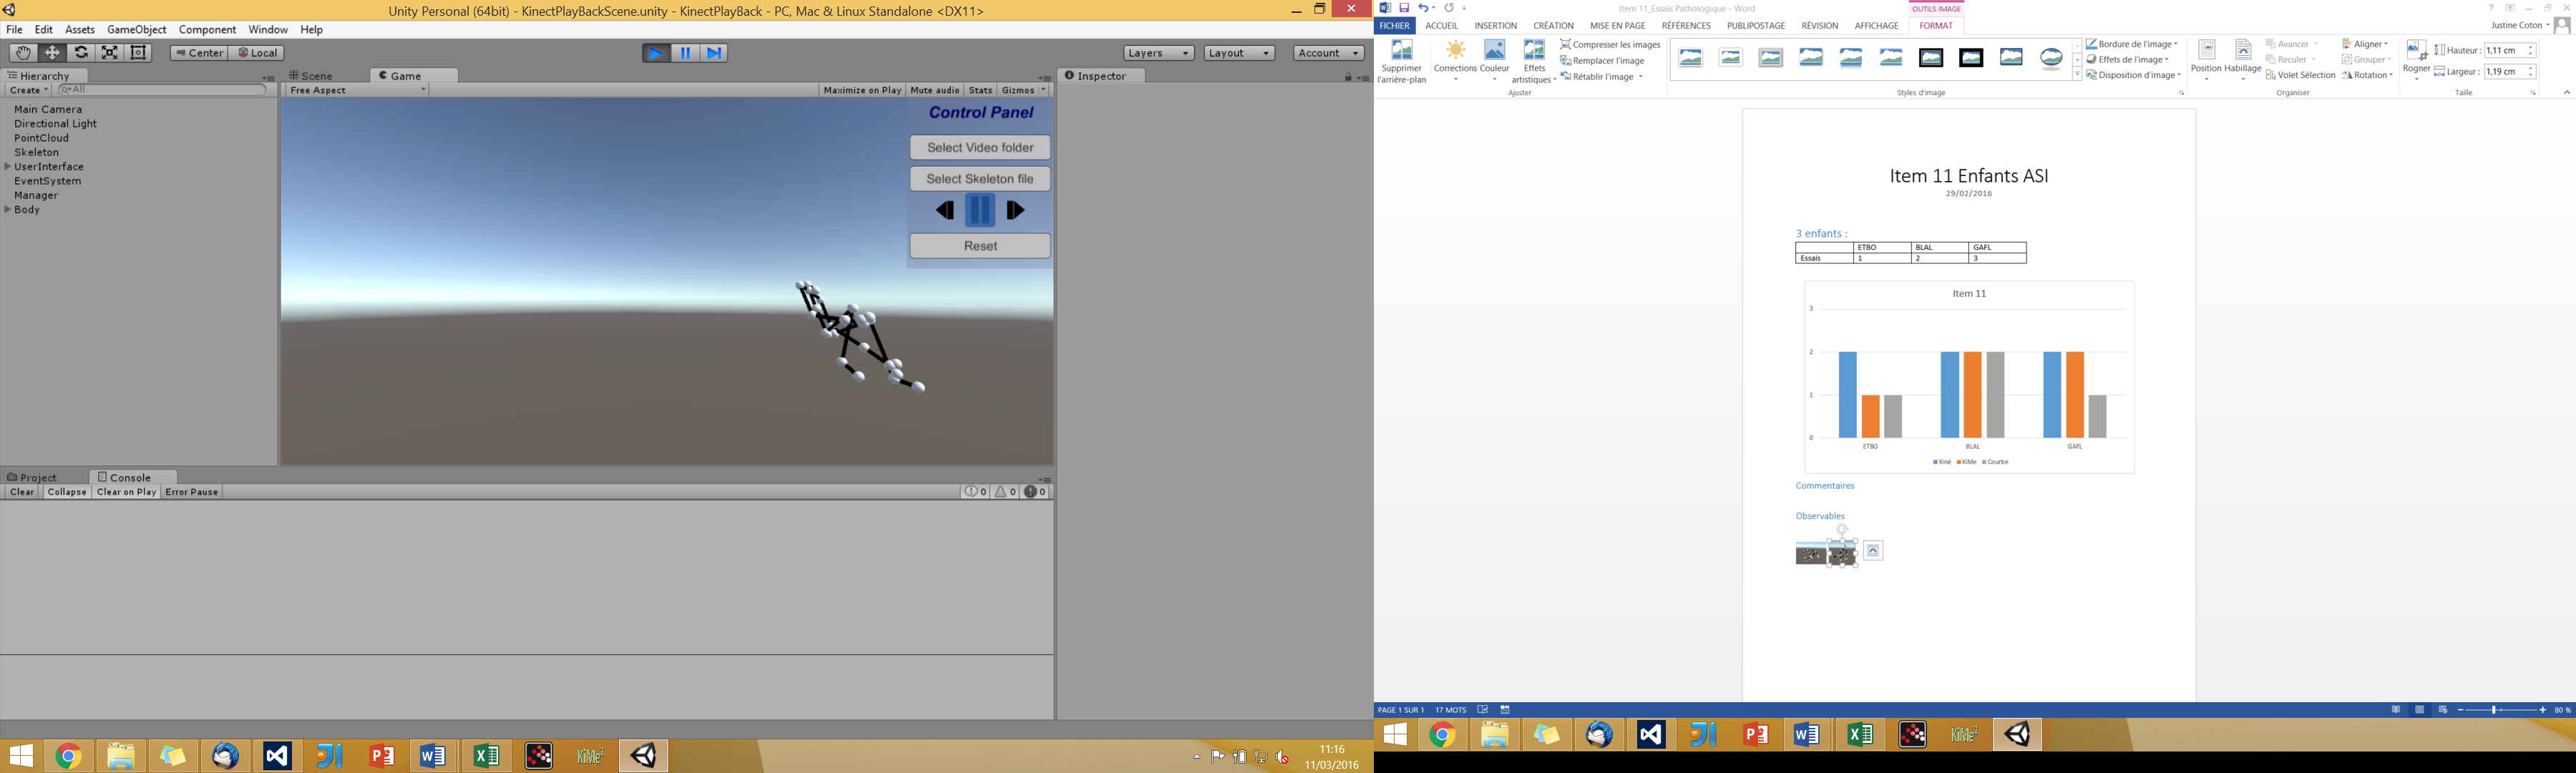 Unity Personal (64bit) - KinectPlayBackScene.unity - KinectPlayBack - PC, Mac & Linux Standalone <DX11>
File Edit Assets GameObject Component Window Help
Center Local
Layers Layout Account
Hierarchy
Create All
Main Camera
Directional Light
PointCloud
Skeleton
UserInterface
EventSystem
Manager
Body
Scene Game
Free Aspect Maximize on Play Mute audio Stats Gizmos
Control Panel
Select Video folder
Select Skeleton file
Reset
Inspector
Project Console
Clear Collapse Clear on Play Error Pause 0 0 0
KiMe²
11:16
11/03/2016
Item 11_Essais Pathologique - Word
OUTILS IMAGE
FICHIER ACCUEIL INSERTION CRÉATION MISE EN PAGE RÉFÉRENCES PUBLIPOSTAGE RÉVISION AFFICHAGE FORMAT
Justine Coton
Supprimer l'arrière-plan
Corrections Couleur Effets artistiques
Compresser les images
Remplacer l'image
Rétablir l'image
Ajuster
Styles d'image
Bordure de l'image
Effets de l'image
Disposition d'image
Position Habillage
Avancer
Reculer
Volet Sélection
Aligner
Grouper
Rotation
Organiser
Rogner
Hauteur : 1,11 cm
Largeur : 1,19 cm
Taille
Item 11 Enfants ASI
29/02/2016
3 enfants :
ETBO BLAL GAFL
Essais 1 2 3
Item 11
3
2
1
0
ETBO BLAL GAFL
Kiné KiMe Courbe
Commentaires
Observables
PAGE 1 SUR 1 17 MOTS
80 %
KiMe²